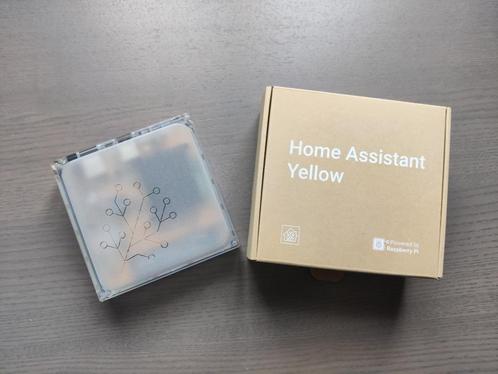 Home Assistant
Yellow
Powered by
Raspberry Pi